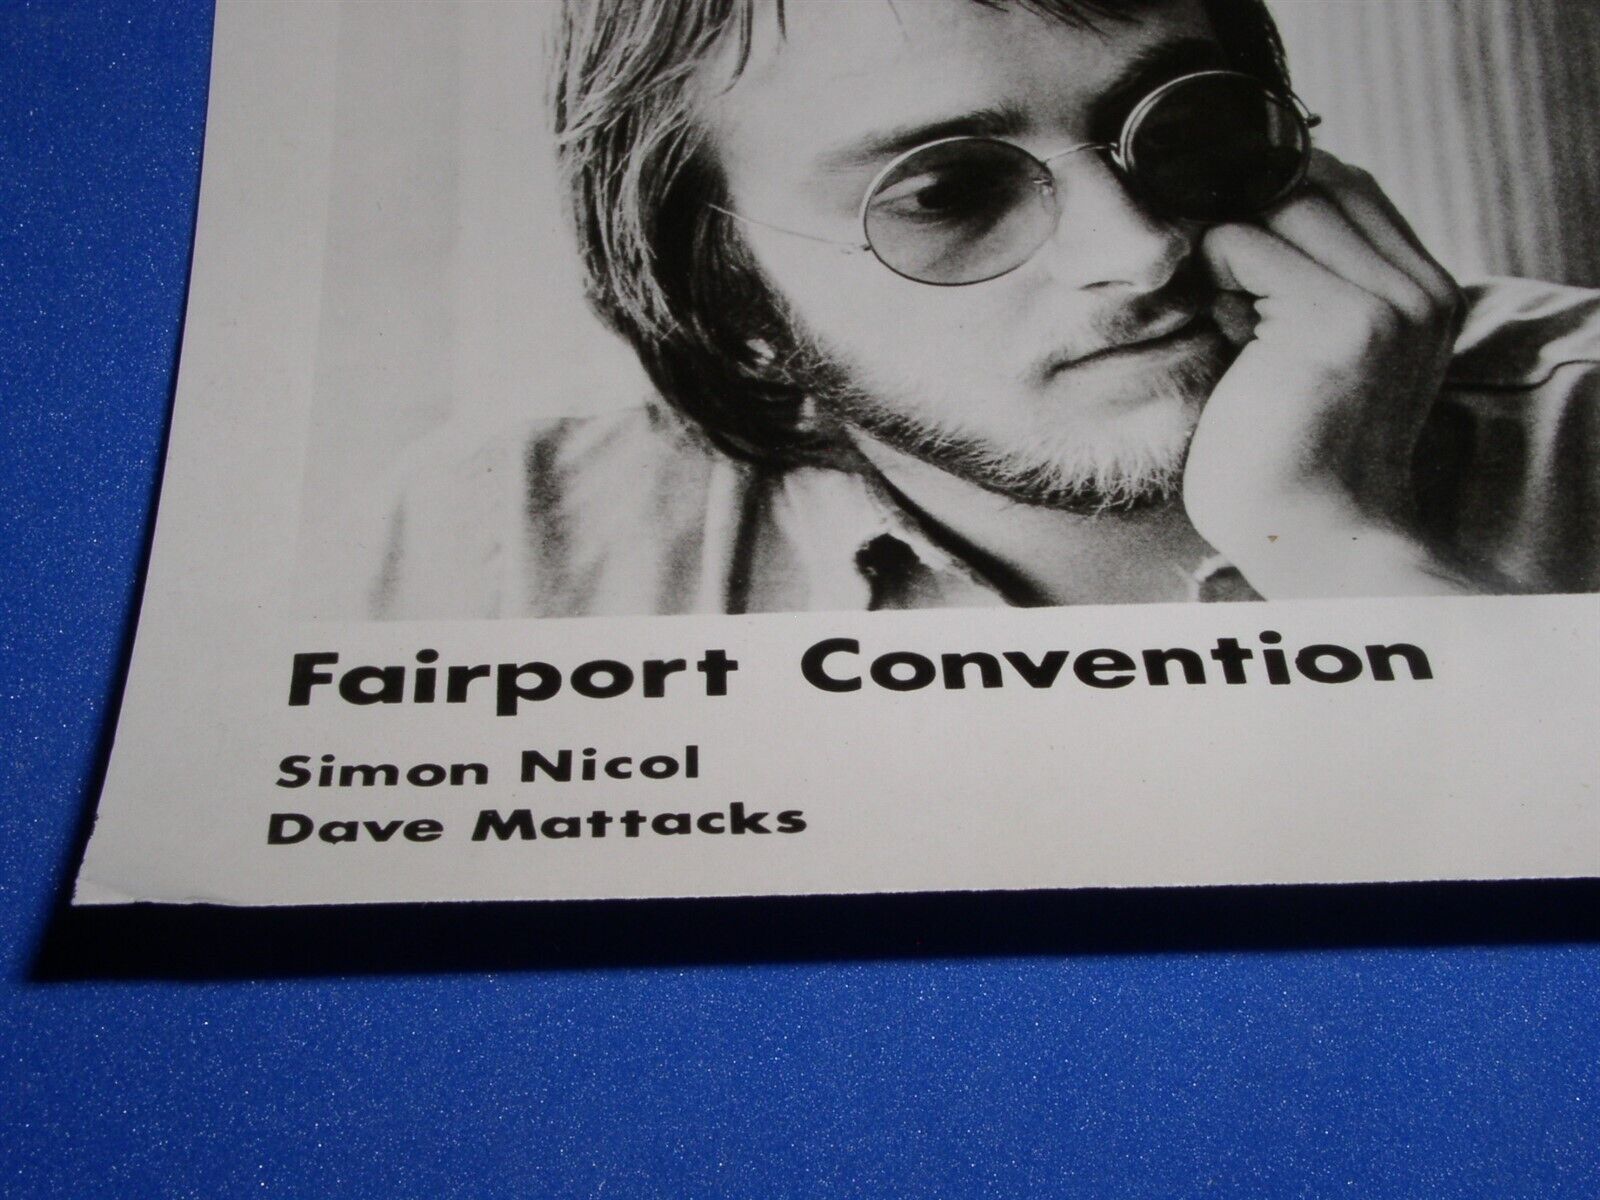 Fairport Convention
Simon Nicol
Dave Mattacks